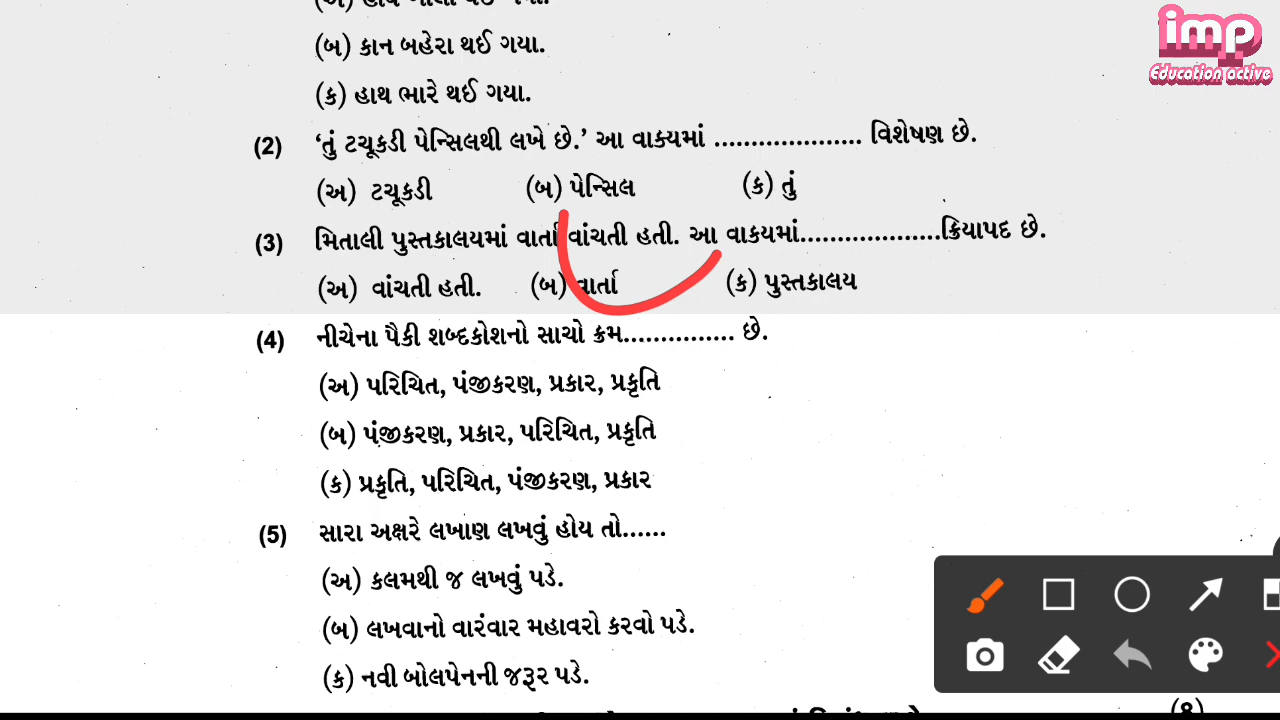 imp
Education active
(બ) કાન બહેરા થઈ ગયા.
(ક) હાથ ભારે થઈ ગયા.
(2) ‘તું ટચૂકડી પેન્સિલથી લખે છે.’ આ વાક્યમાં ..................... વિશેષણ છે.
(અ) ટચૂકડી (બ) પેન્સિલ (ક) તું
(3) મિતાલી પુસ્તકાલયમાં વાર્તા વાંચતી હતી. આ વાકયમાં....................ક્રિયાપદ છે.
(અ) વાંચતી હતી. (બ) વાર્તા (ક) પુસ્તકાલય
(4) નીચેના પૈકી શબ્દકોશનો સાચો ક્રમ............... છે.
(અ) પરિચિત, પંજીકરણ, પ્રકાર, પ્રકૃતિ
(બ) પંજીકરણ, પ્રકાર, પરિચિત, પ્રકૃતિ
(ક) પ્રકૃતિ, પરિચિત, પંજીકરણ, પ્રકાર
(5) સારા અક્ષરે લખાણ લખવું હોય તો......
(અ) કલમથી જ લખવું પડે.
(બ) લખવાનો વારંવાર મહાવરો કરવો પડે.
(ક) નવી બોલપેનની જરૂર પડે.
(8)